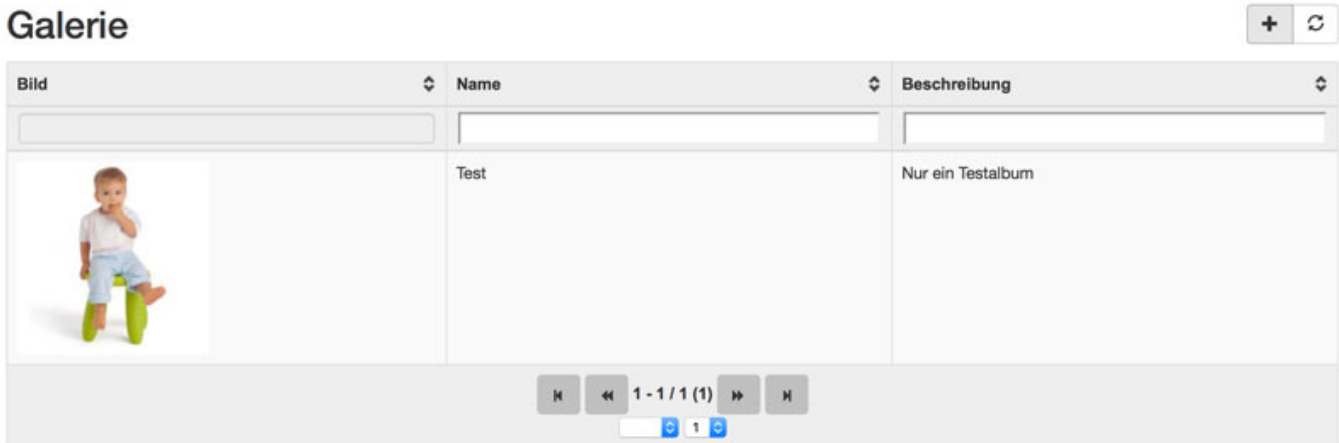 Galerie
Bild Name Beschreibung
Test Nur ein Testalbum
1 - 1 / 1 (1)
1